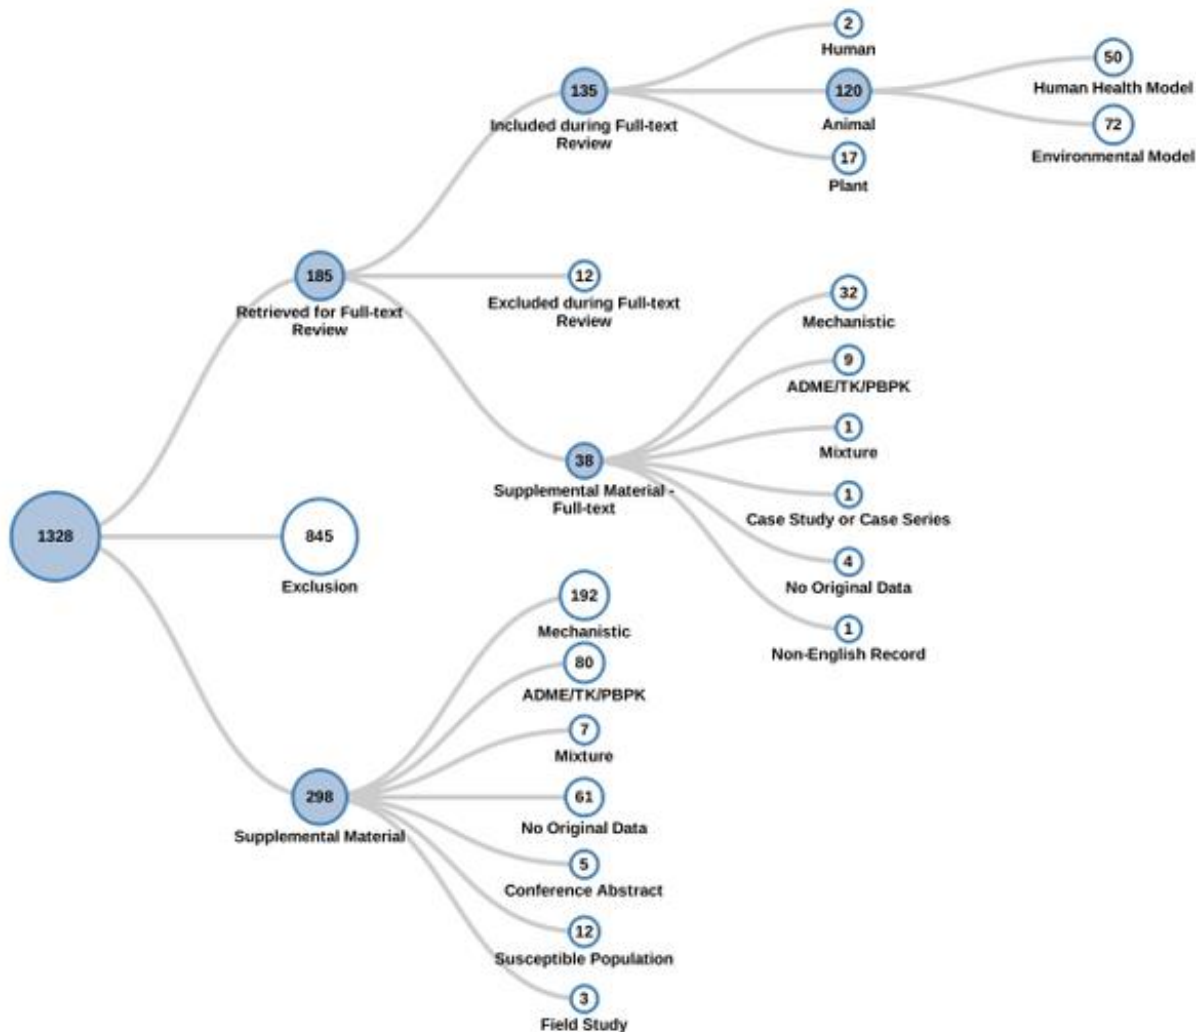 2
Human
135
Included during Full-text
Review
120
Animal
50
Human Health Model
72
Environmental Model
17
Plant
185
Retrieved for Full-text
Review
12
Excluded during Full-text
Review
32
Mechanistic
9
ADME/TK/PBPK
1
Mixture
38
Supplemental Material -
Full-text
1
Case Study or Case Series
4
No Original Data
1
Non-English Record
1328
845
Exclusion
192
Mechanistic
80
ADME/TK/PBPK
7
Mixture
298
Supplemental Material
61
No Original Data
5
Conference Abstract
12
Susceptible Population
3
Field Study